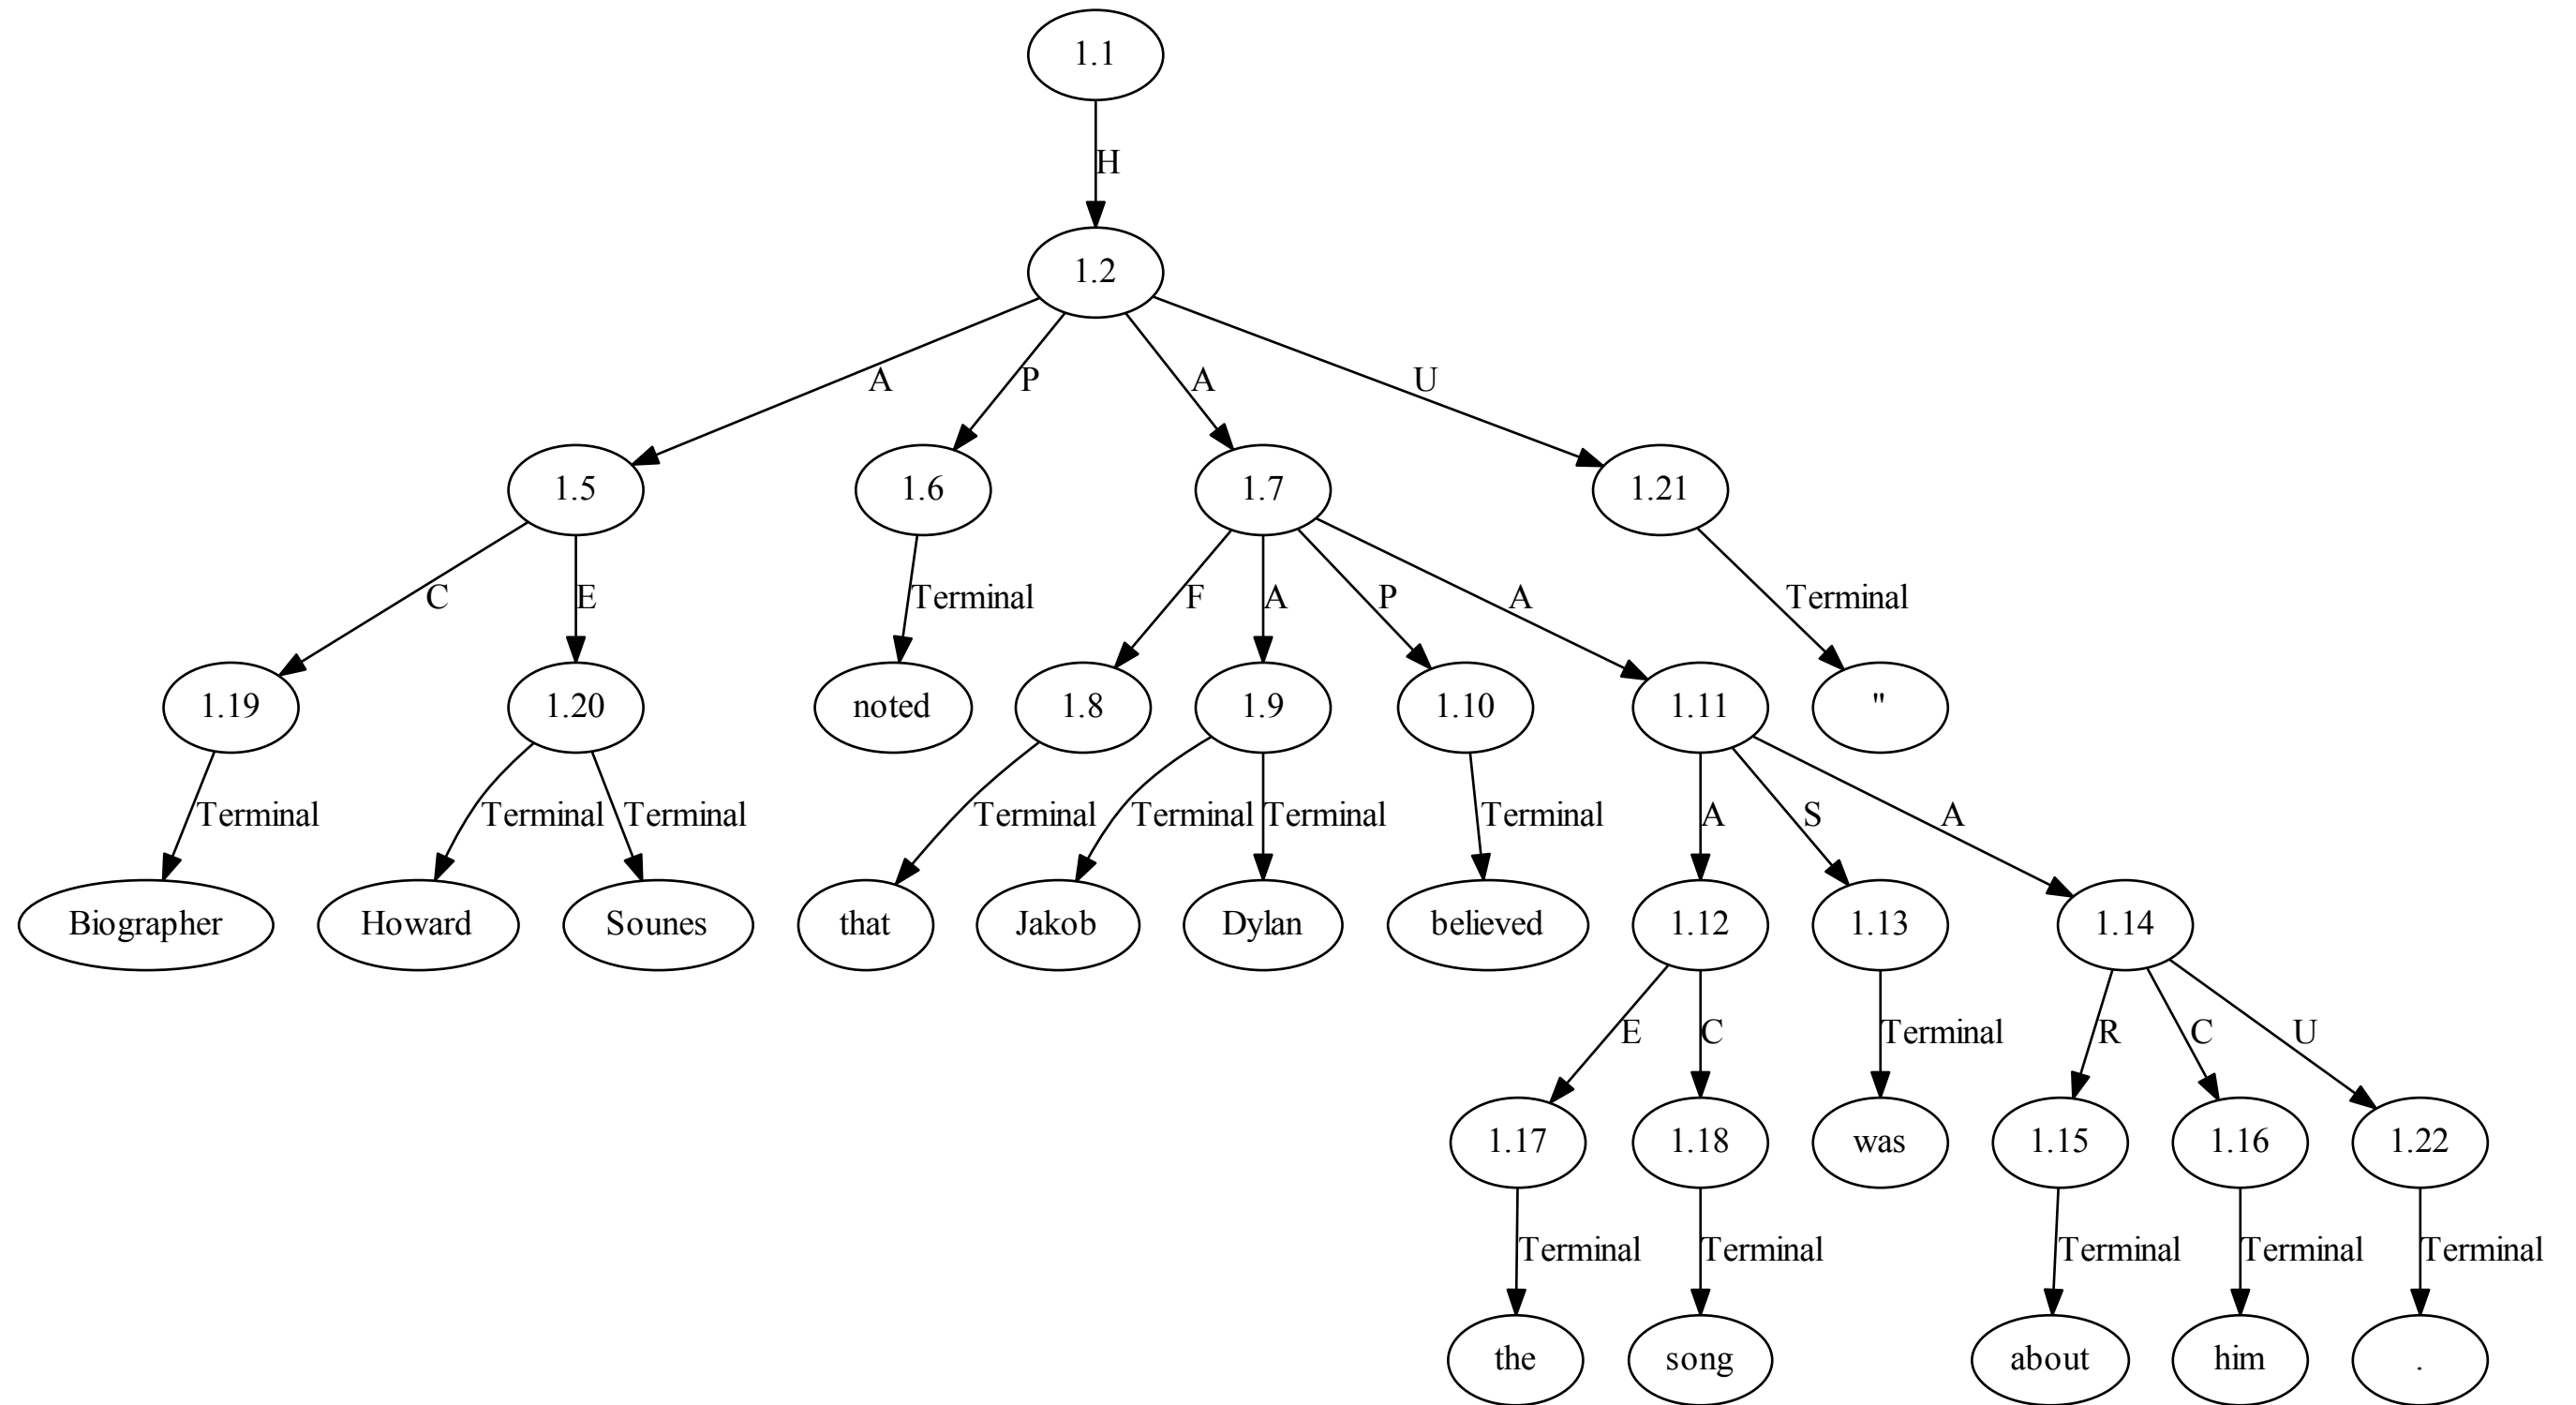 1.1
H
1.2
A P A U
1.5 1.6 1.7 1.21
C E Terminal F A P A Terminal
1.19 1.20 noted 1.8 1.9 1.10 1.11 "
Terminal Terminal Terminal Terminal Terminal Terminal Terminal A S A
Biographer Howard Sounes that Jakob Dylan believed 1.12 1.13 1.14
E C Terminal R C U
1.17 1.18 was 1.15 1.16 1.22
Terminal Terminal Terminal Terminal Terminal
the song about him .